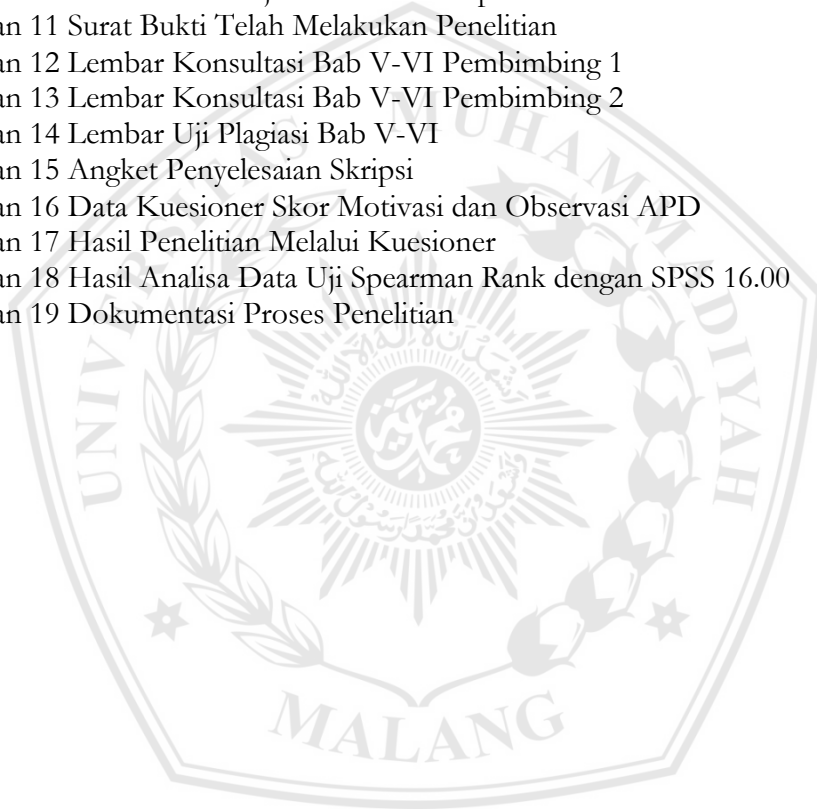 an 11 Surat Bukti Telah Melakukan Penelitian
an 12 Lembar Konsultasi Bab V-VI Pembimbing 1
an 13 Lembar Konsultasi Bab V-VI Pembimbing 2
an 14 Lembar Uji Plagiasi Bab V-VI
an 15 Angket Penyelesaian Skripsi
an 16 Data Kuesioner Skor Motivasi dan Observasi APD
an 17 Hasil Penelitian Melalui Kuesioner
an 18 Hasil Analisa Data Uji Spearman Rank dengan SPSS 16.00
an 19 Dokumentasi Proses Penelitian
UNIVERSITAS MUHAMMADIYAH
MALANG